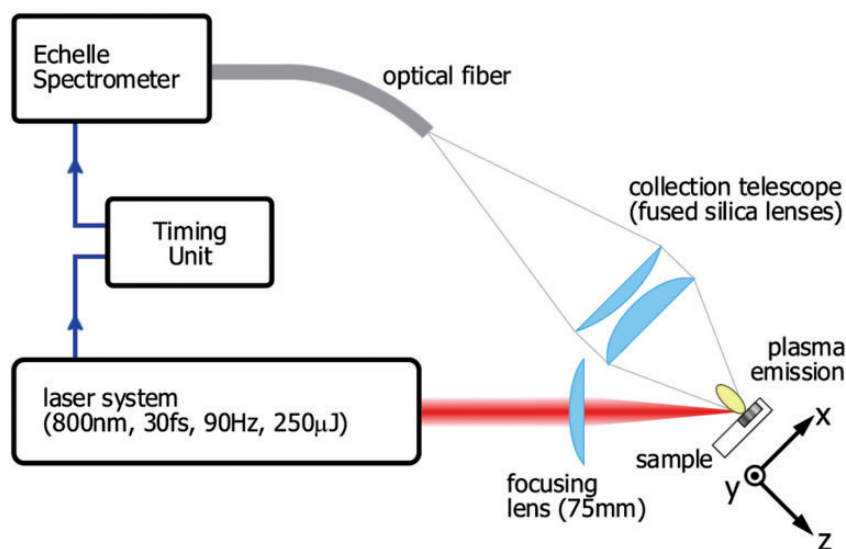 Echelle
Spectrometer
optical fiber
collection telescope
(fused silica lenses)
Timing
Unit
plasma
emission
laser system
(800nm, 30fs, 90Hz, 250µJ)
x
sample
focusing
lens (75mm)
y
z